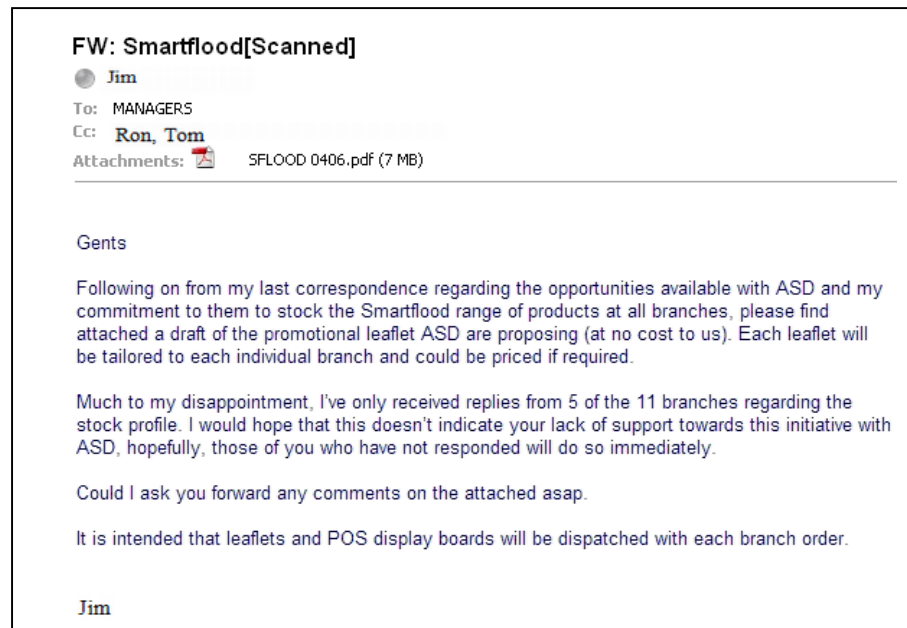 FW: Smartflood[Scanned]
Jim
To: MANAGERS
Cc: Ron, Tom
Attachments: SFLOOD 0406.pdf (7 MB)
Gents
Following on from my last correspondence regarding the opportunities available with ASD and my
commitment to them to stock the Smartflood range of products at all branches, please find
attached a draft of the promotional leaflet ASD are proposing (at no cost to us). Each leaflet will
be tailored to each individual branch and could be priced if required.
Much to my disappointment, I've only received replies from 5 of the 11 branches regarding the
stock profile. I would hope that this doesn't indicate your lack of support towards this initiative with
ASD, hopefully, those of you who have not responded will do so immediately.
Could I ask you forward any comments on the attached asap.
It is intended that leaflets and POS display boards will be dispatched with each branch order.
Jim